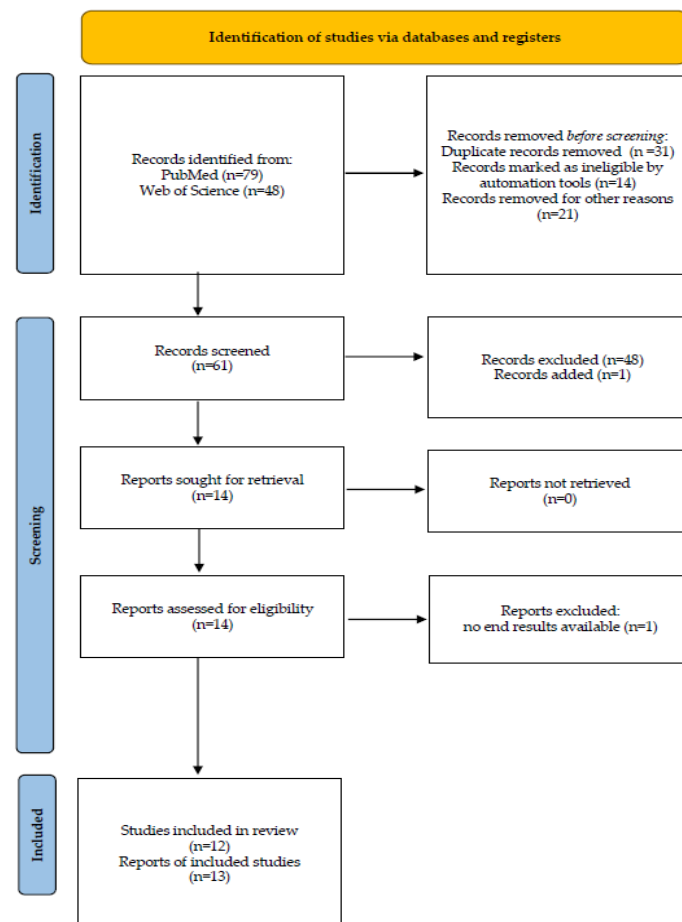 Identification of studies via databases and registers
Identification
Records identified from:
PubMed (n=79)
Web of Science (n=48)
Records removed before screening:
Duplicate records removed (n =31)
Records marked as ineligible by
automation tools (n=14)
Records removed for other reasons
(n=21)
Screening
Records screened
(n=61)
Records excluded (n=48)
Records added (n=1)
Reports sought for retrieval
(n=14)
Reports not retrieved
(n=0)
Reports assessed for eligibility
(n=14)
Reports excluded:
no end results available (n=1)
Included
Studies included in review
(n=12)
Reports of included studies
(n=13)